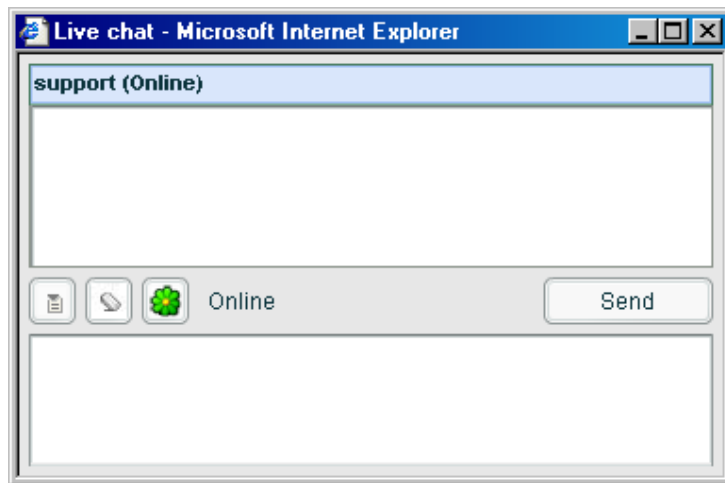 Live chat - Microsoft Internet Explorer
support (Online)
Online
Send